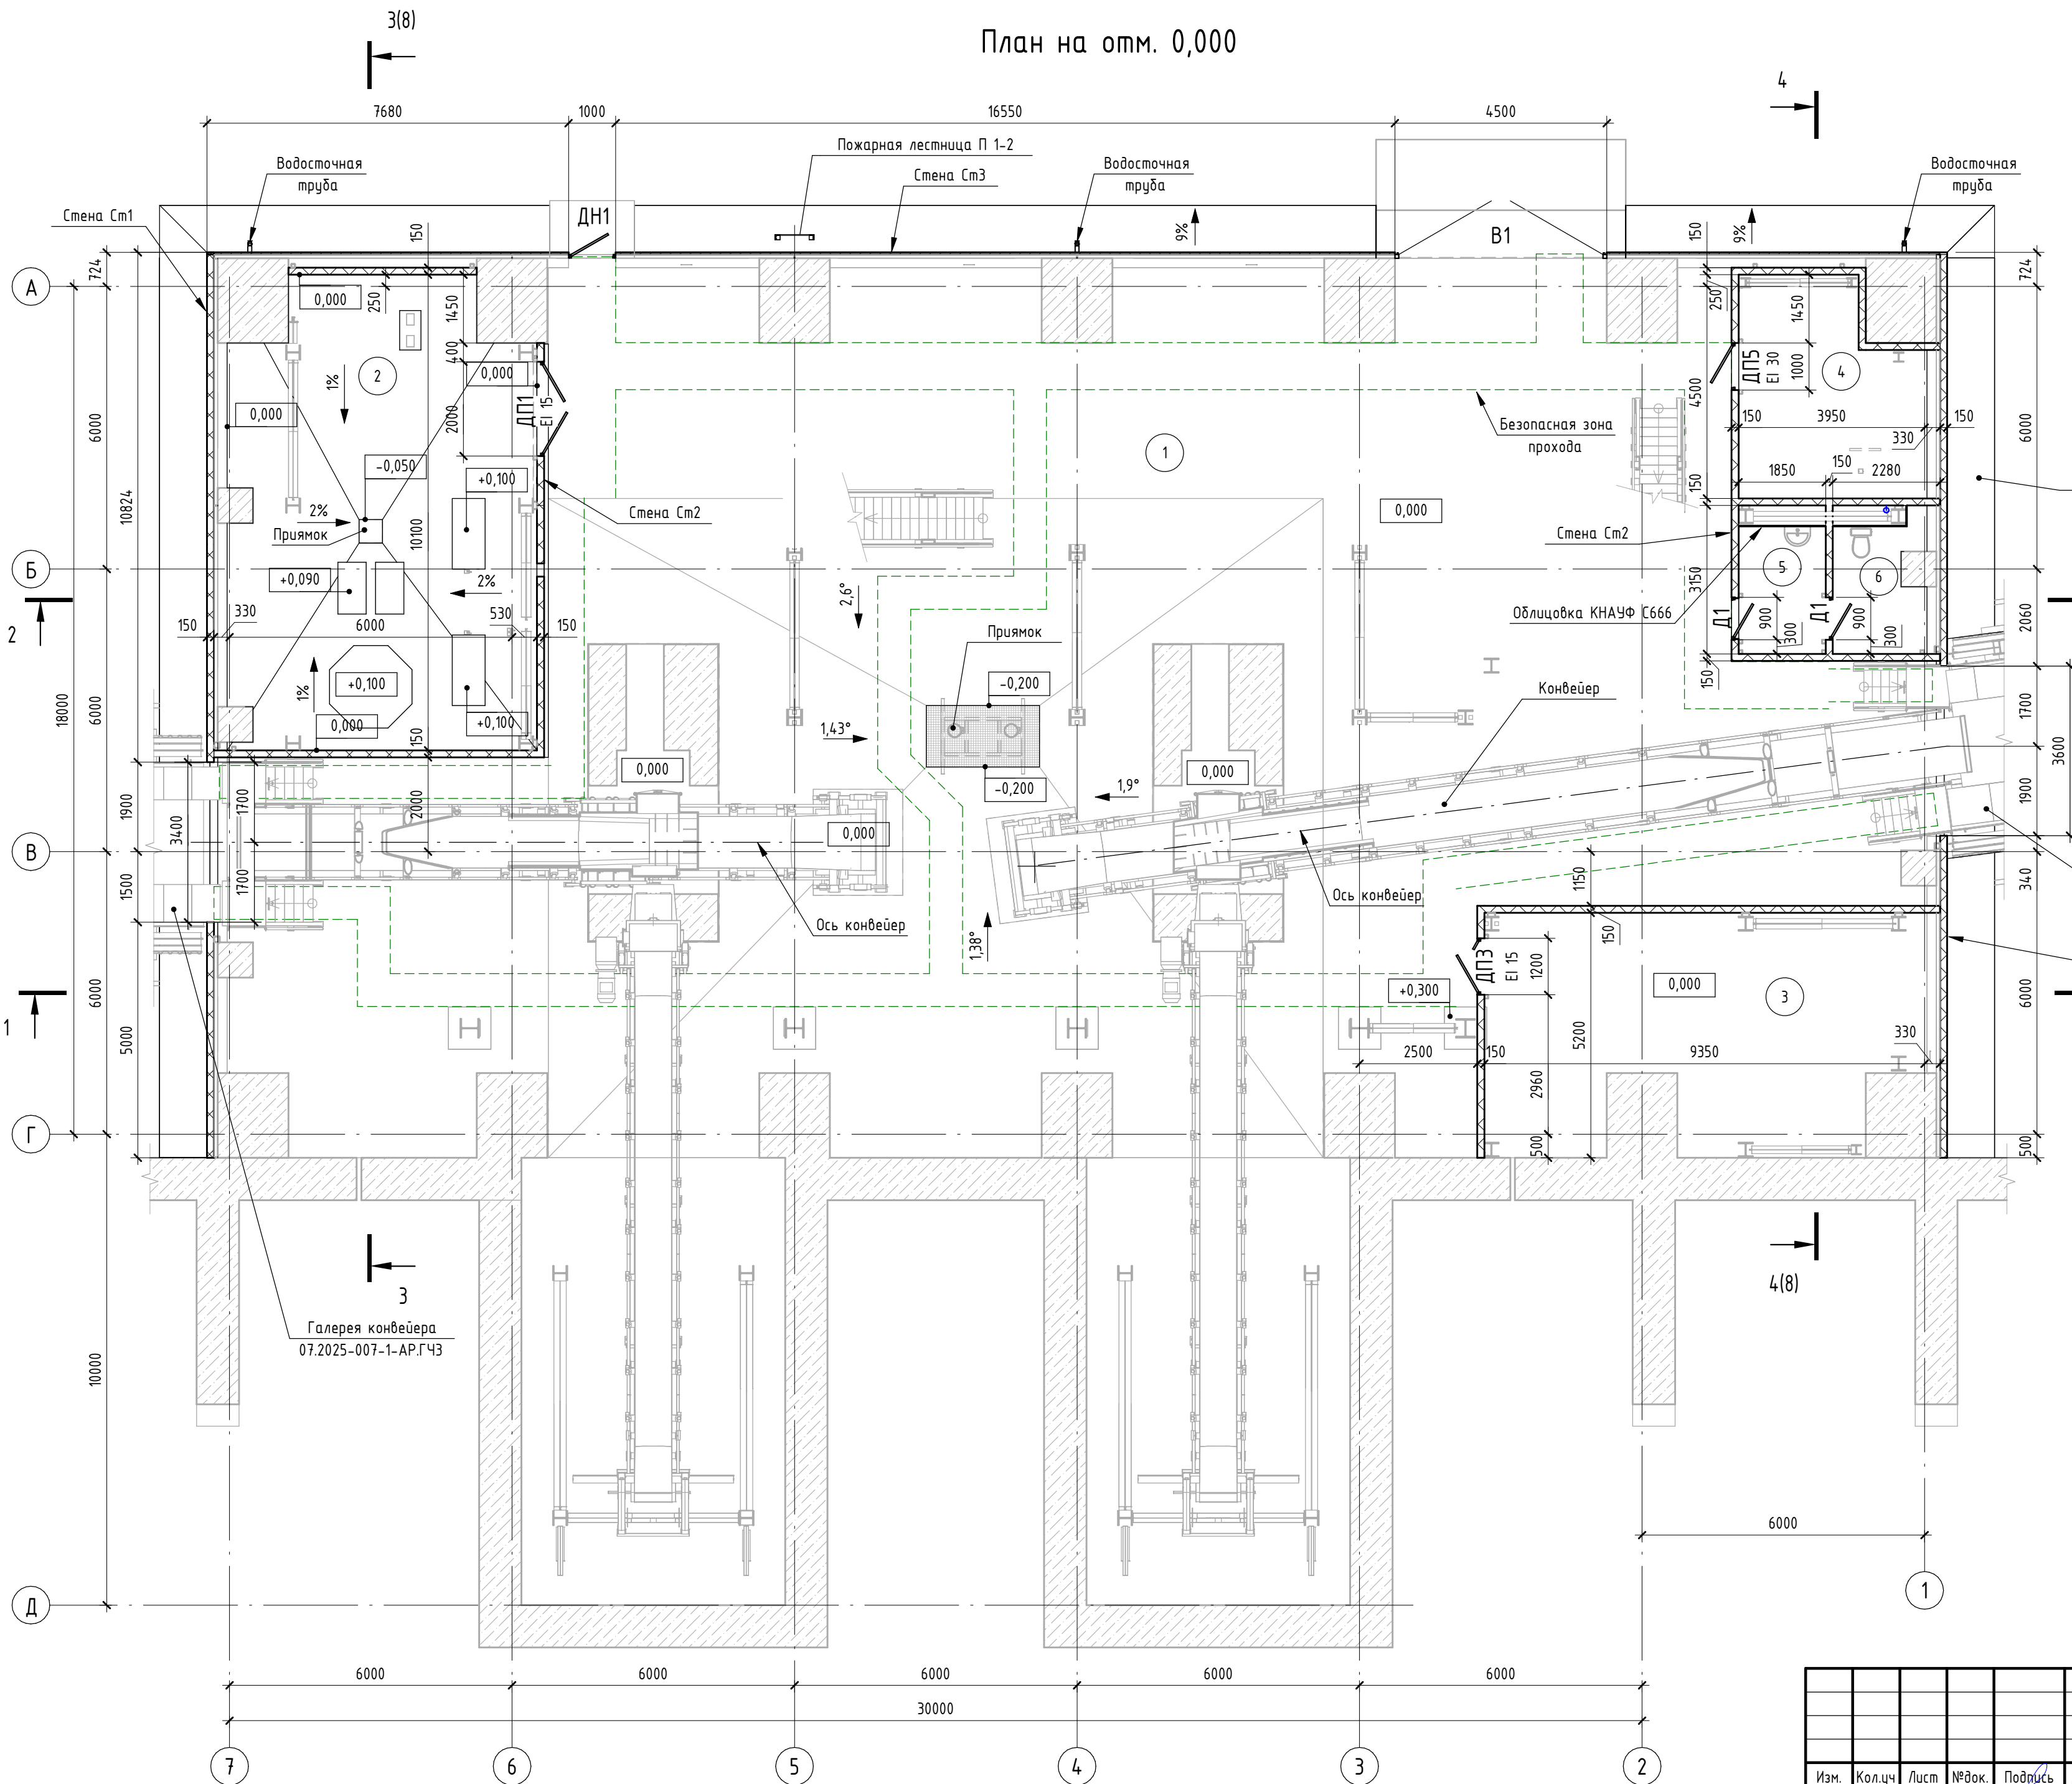 План на отм. 0,000
3(8)
4
7680
1000
16550
4500
Водосточная
труба
Пожарная лестница П 1-2
Стена Ст3
Водосточная
труба
Водосточная
труба
Стена Ст1
ДН1
В1
9%
9%
150
150
724
724
А
0,000
250
1450
400
250
1450
1000
2
1%
0,000
0,000
2000
ДП1
EI 15
ДП5
EI 30
4
4500
150
3950
330
150
1850
150
2280
Безопасная зона
прохода
1
6000
6000
10824
-0,050
+0,100
2%
Приямок
10100
Стена Ст2
0,000
150
Стена Ст2
Б
+0,090
2%
2,6°
5
6
3150
Облицовка КНАУФ С666
Д1
900
300
Д1
900
300
2060
2
150
330
6000
530
150
Приямок
150
+0,100
1%
0,000
+0,100
150
-0,200
Конвейер
18000
6000
1,43°
0,000
0,000
-0,200
1,9°
1700
3600
1900
1900
3400
1700
2000
0,000
В
1500
1700
Ось конвейер
Ось конвейер
1150
340
1,38°
150
ДП3
EI 15
1200
0,000
3
+0,300
1
6000
5000
2500
150
5200
9350
330
6000
2960
Г
500
500
3
4(8)
Галерея конвейера
07.2025-007-1-АР.ГЧ3
10000
6000
Д
1
6000
6000
6000
6000
6000
30000
7
6
5
4
3
2
Изм.
Кол.уч
Лист
№док.
Подпись